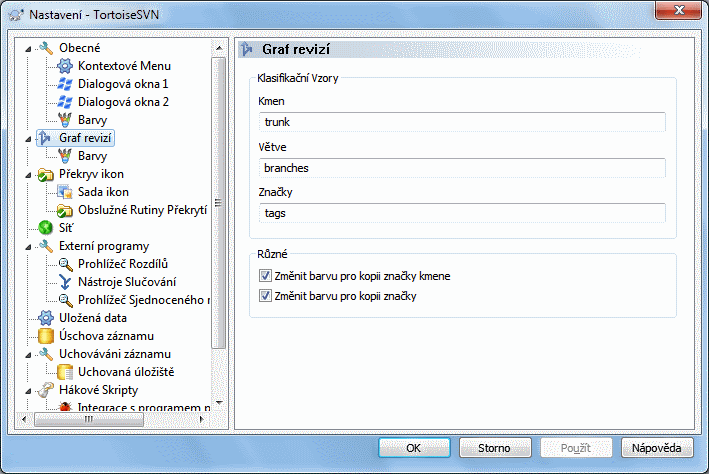 Nastavení - TortoiseSVN
Obecné
Kontextové Menu
Dialogová okna 1
Dialogová okna 2
Barvy
Graf revizí
Barvy
Překryv ikon
Sada ikon
Obslužné Rutiny Překrytí
Síť
Externí programy
Prohlížeč Rozdílů
Nástroje Slučování
Prohlížeč Sjednoceného
Uložená data
Úschova záznamu
Uchováváni záznamu
Uchovaná úložiště
Hákové Skripty
Integrace s programem p
Graf revizí
Klasifikační Vzory
Kmen
trunk
Větve
branches
Značky
tags
Různé
Změnit barvu pro kopii značky kmene
Změnit barvu pro kopii značky
OK
Storno
Použít
Nápověda